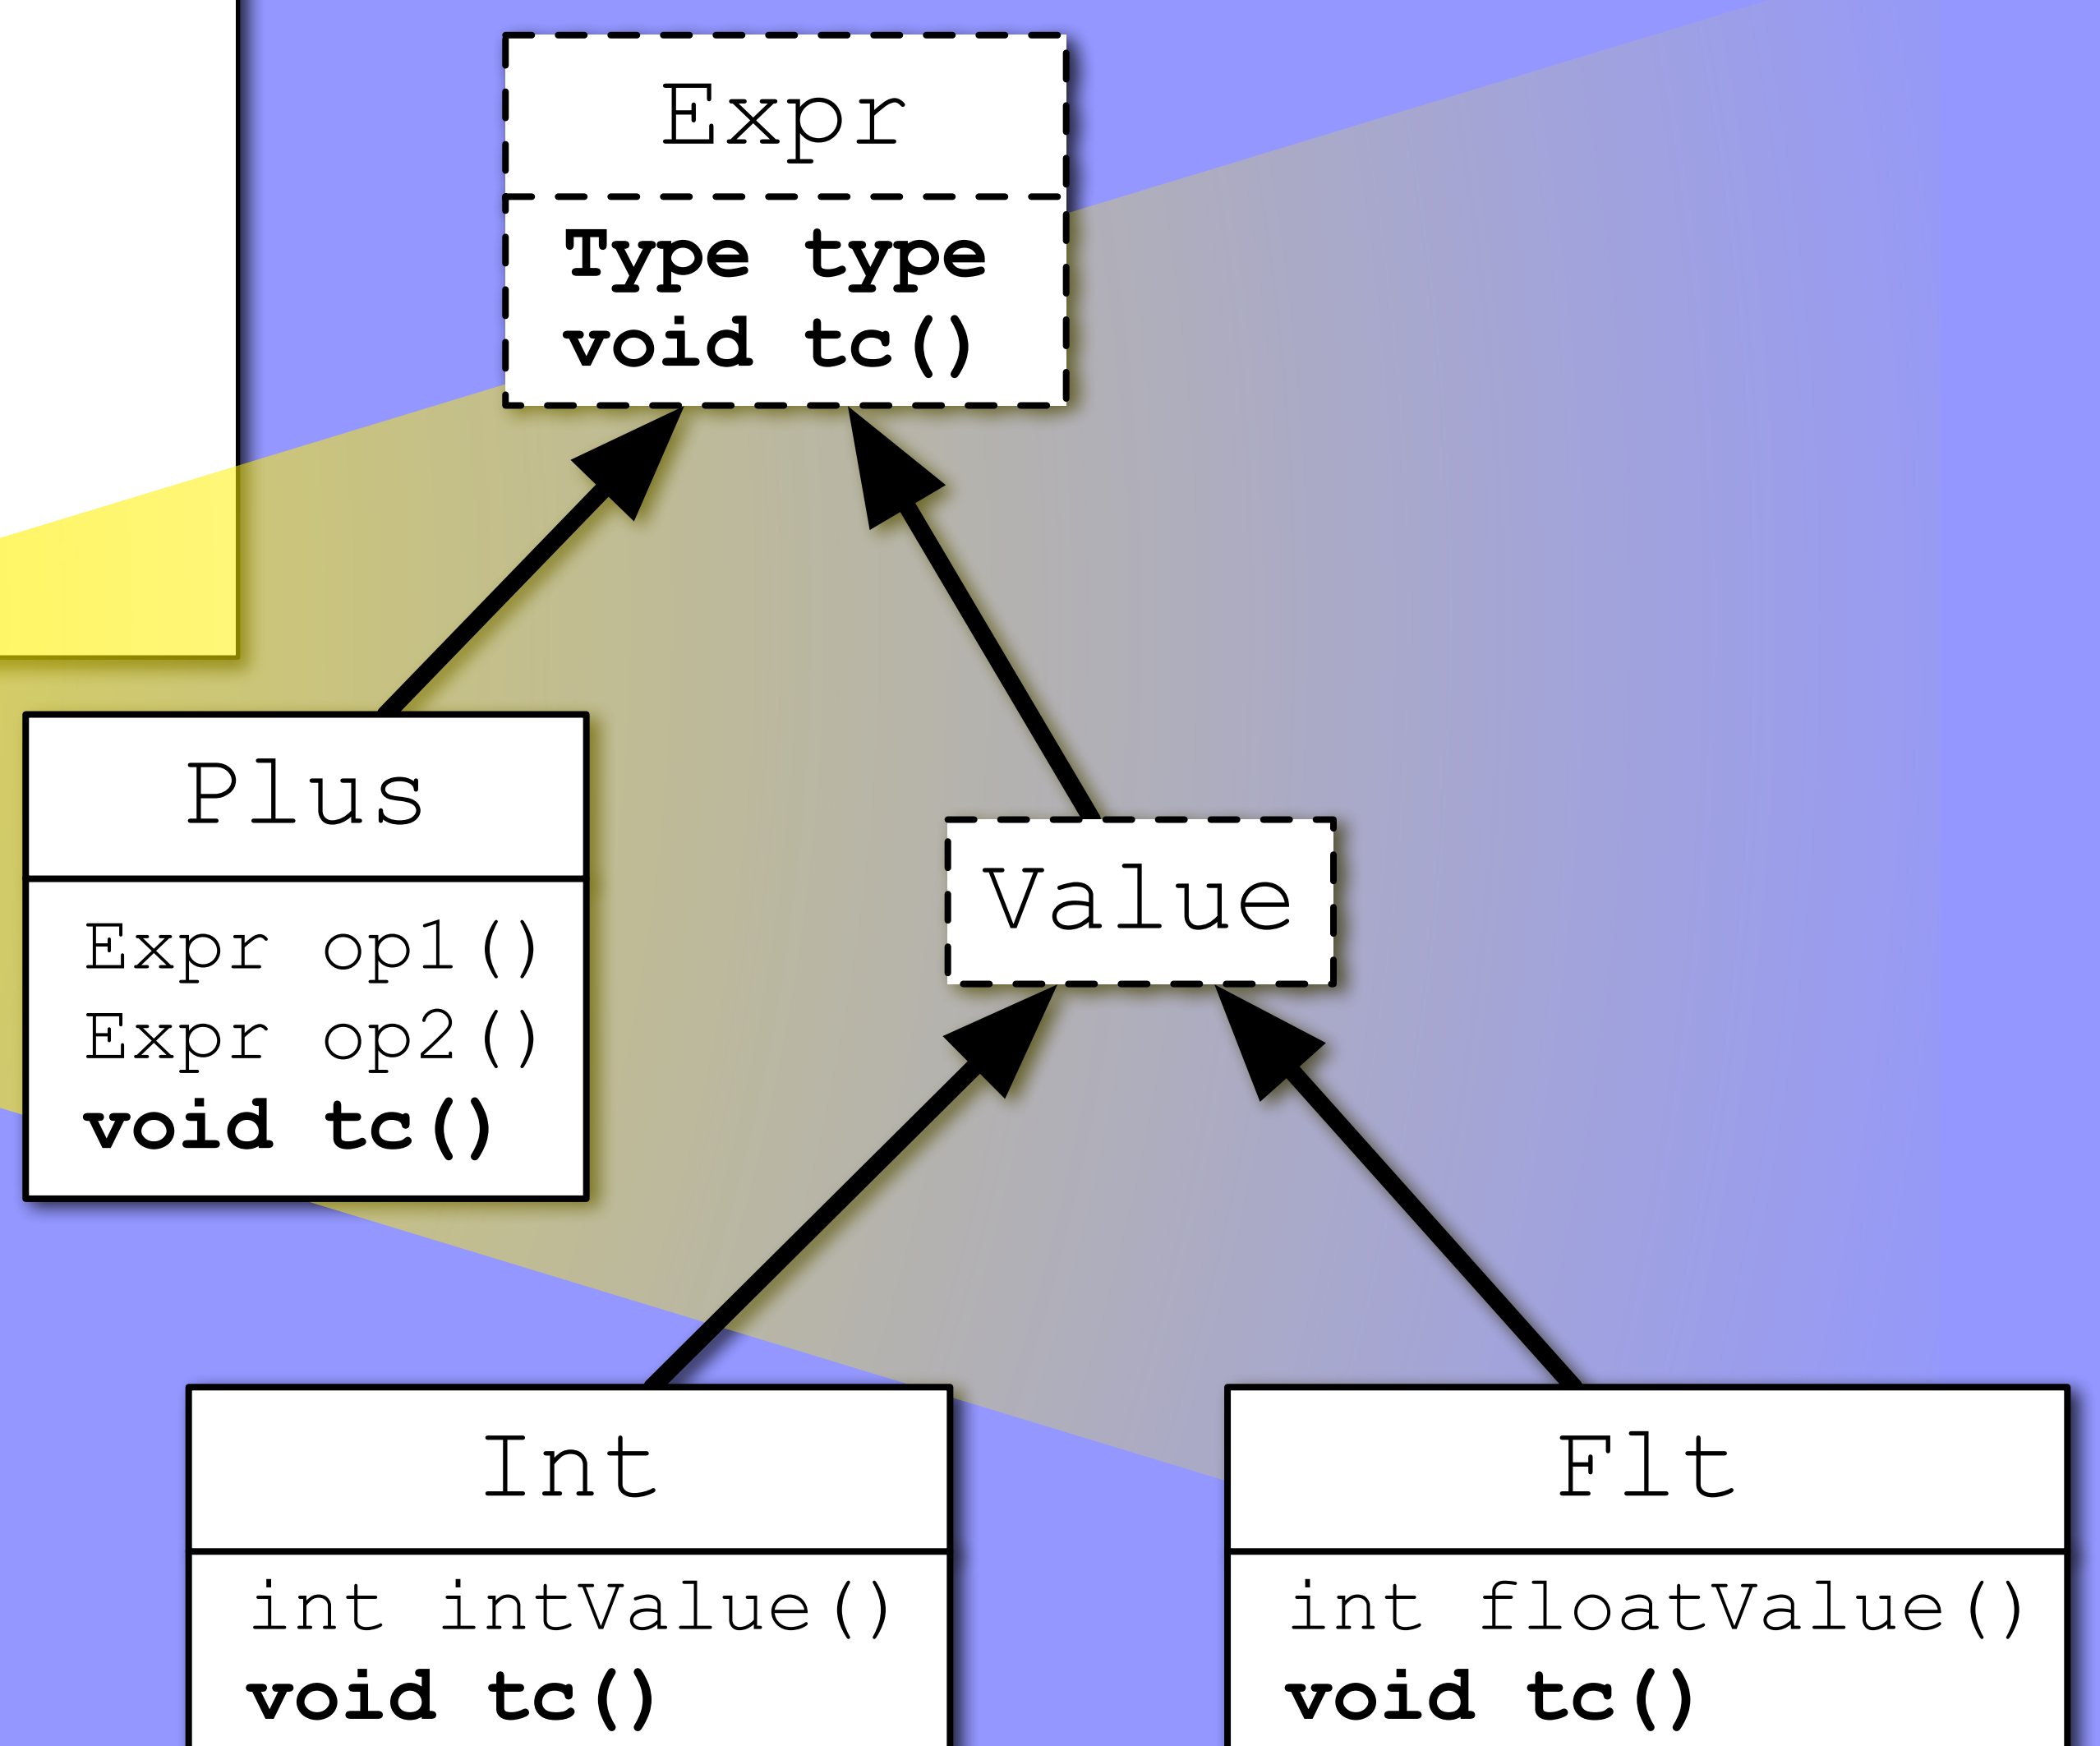 Expr
Type type
void tc()
Plus
Expr op1()
Expr op2()
void tc()
Value
Int
int intValue()
void tc()
Flt
int floatValue()
void tc()